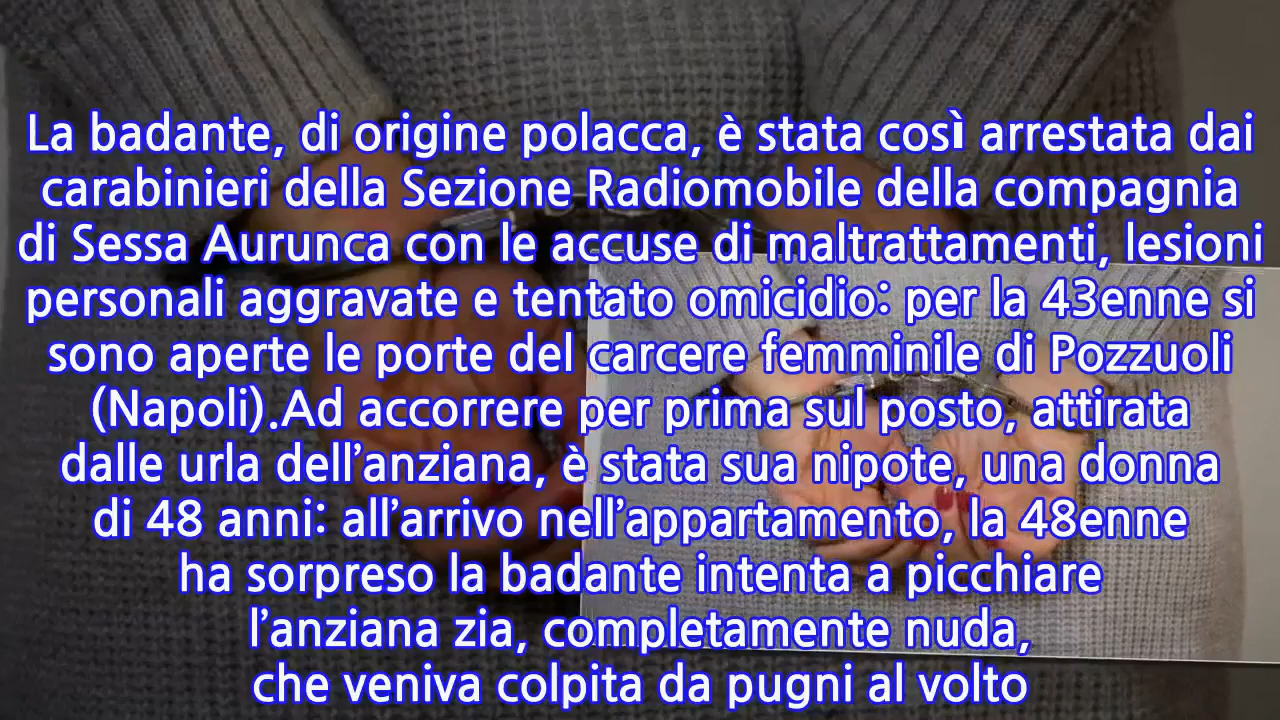 La badante, di origine polacca, è stata così arrestata dai
carabinieri della Sezione Radiomobile della compagnia
di Sessa Aurunca con le accuse di maltrattamenti, lesioni
personali aggravate e tentato omicidio: per la 43enne si
sono aperte le porte del carcere femminile di Pozzuoli
(Napoli).Ad accorrere per prima sul posto, attirata
dalle urla dell’anziana, è stata sua nipote, una donna
di 48 anni: all’arrivo nell’appartamento, la 48enne
ha sorpreso la badante intenta a picchiare
l’anziana zia, completamente nuda,
che veniva colpita da pugni al volto